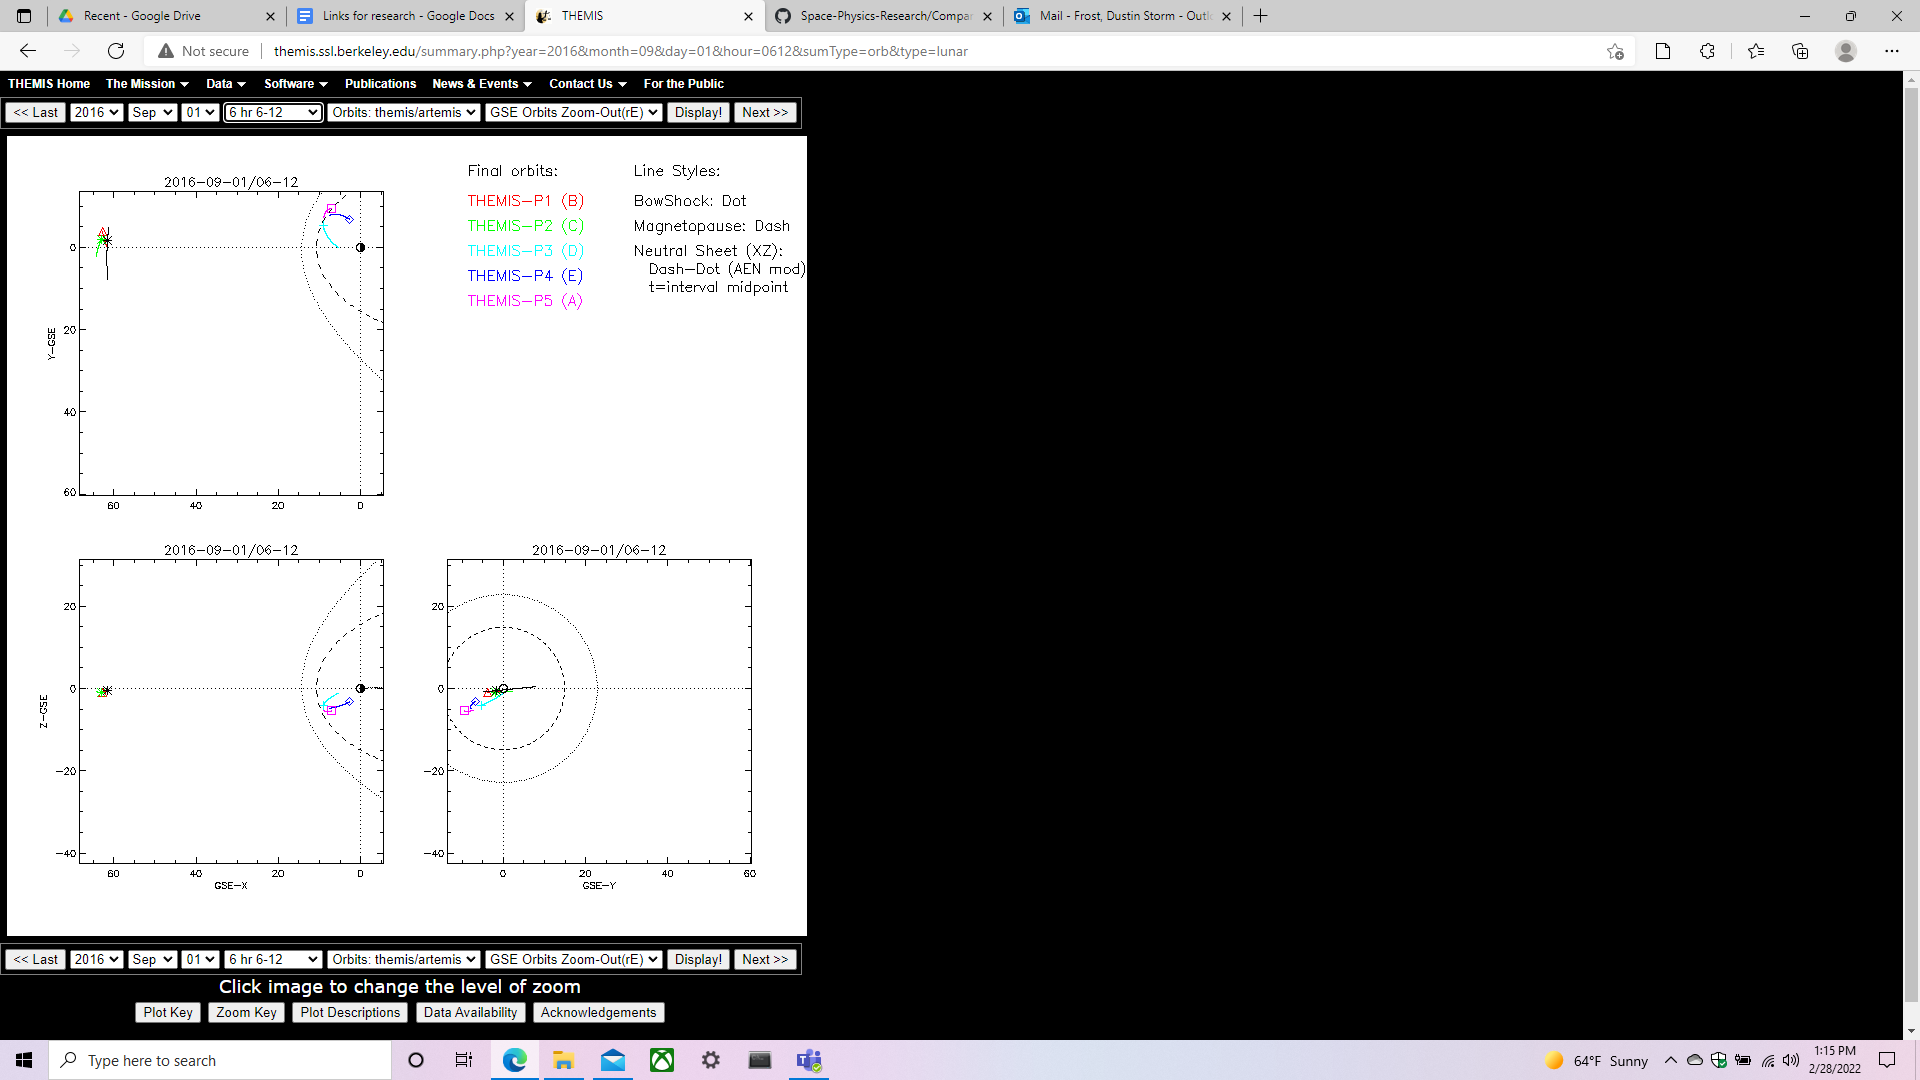 Recent - Google Drive
Links for research - Google Docs
THEMIS
Space-Physics-Research/Compar
Mail - Frost, Dustin Storm - Outl
Not secure
themis.ssl.berkeley.edu/summary.php?year=2016&month=09&day=01&hour=0612&sumType=orb&type=lunar
THEMIS Home The Mission Data Software Publications News & Events Contact Us For the Public
<< Last 2016 Sep 01 6 hr 6-12 Orbits: themis/artemis GSE Orbits Zoom-Out(rE) Display! Next >>
Final orbits: Line Styles:
2016-09-01/06-12
THEMIS-P1 (B) BowShock: Dot
THEMIS-P2 (C) Magnetopause: Dash
THEMIS-P3 (D) Neutral Sheet (XZ):
Dash-Dot (AEN mod)
THEMIS-P4 (E) t=interval midpoint
THEMIS-P5 (A)
0
20
40
60
Y-GSE
60 40 20 0
2016-09-01/06-12
20
0
-20
-40
Z-GSE
60 40 20 0
GSE-X
2016-09-01/06-12
20
0
-20
-40
0 20 40 60
GSE-Y
<< Last 2016 Sep 01 6 hr 6-12 Orbits: themis/artemis GSE Orbits Zoom-Out(rE) Display! Next >>
Click image to change the level of zoom
Plot Key Zoom Key Plot Descriptions Data Availability Acknowledgements
Type here to search
64°F Sunny
1:15 PM
2/28/2022